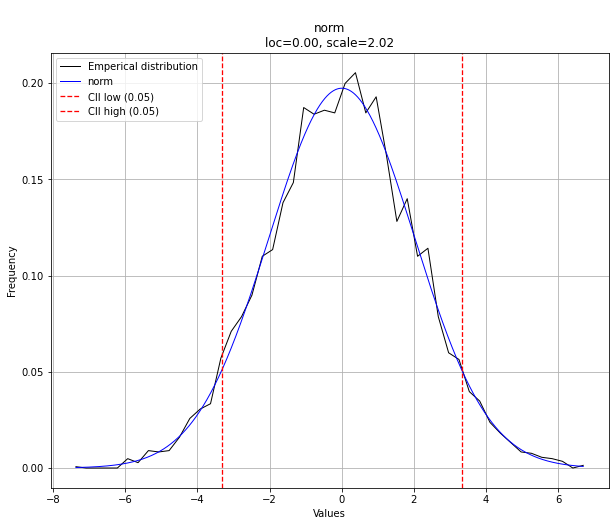 norm
loc=0.00, scale=2.02
Emperical distribution
norm
CII low (0.05)
CII high (0.05)
Frequency
0.20
0.15
0.10
0.05
0.00
−8
−6
−4
−2
0
2
4
6
Values